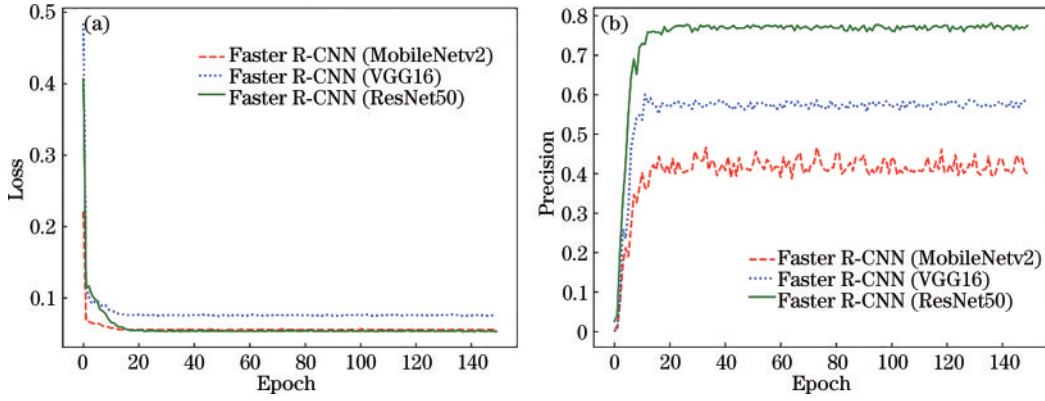 (a)
Faster R-CNN (MobileNetv2)
Faster R-CNN (VGG16)
Faster R-CNN (ResNet50)
0.5
0.4
0.3
0.2
0.1
Loss
0 20 40 60 80 100 120 140
Epoch
(b)
0.8
0.7
0.6
0.5
0.4
0.3
0.2
0.1
0
Precision
Faster R-CNN (MobileNetv2)
Faster R-CNN (VGG16)
Faster R-CNN (ResNet50)
0 20 40 60 80 100 120 140
Epoch